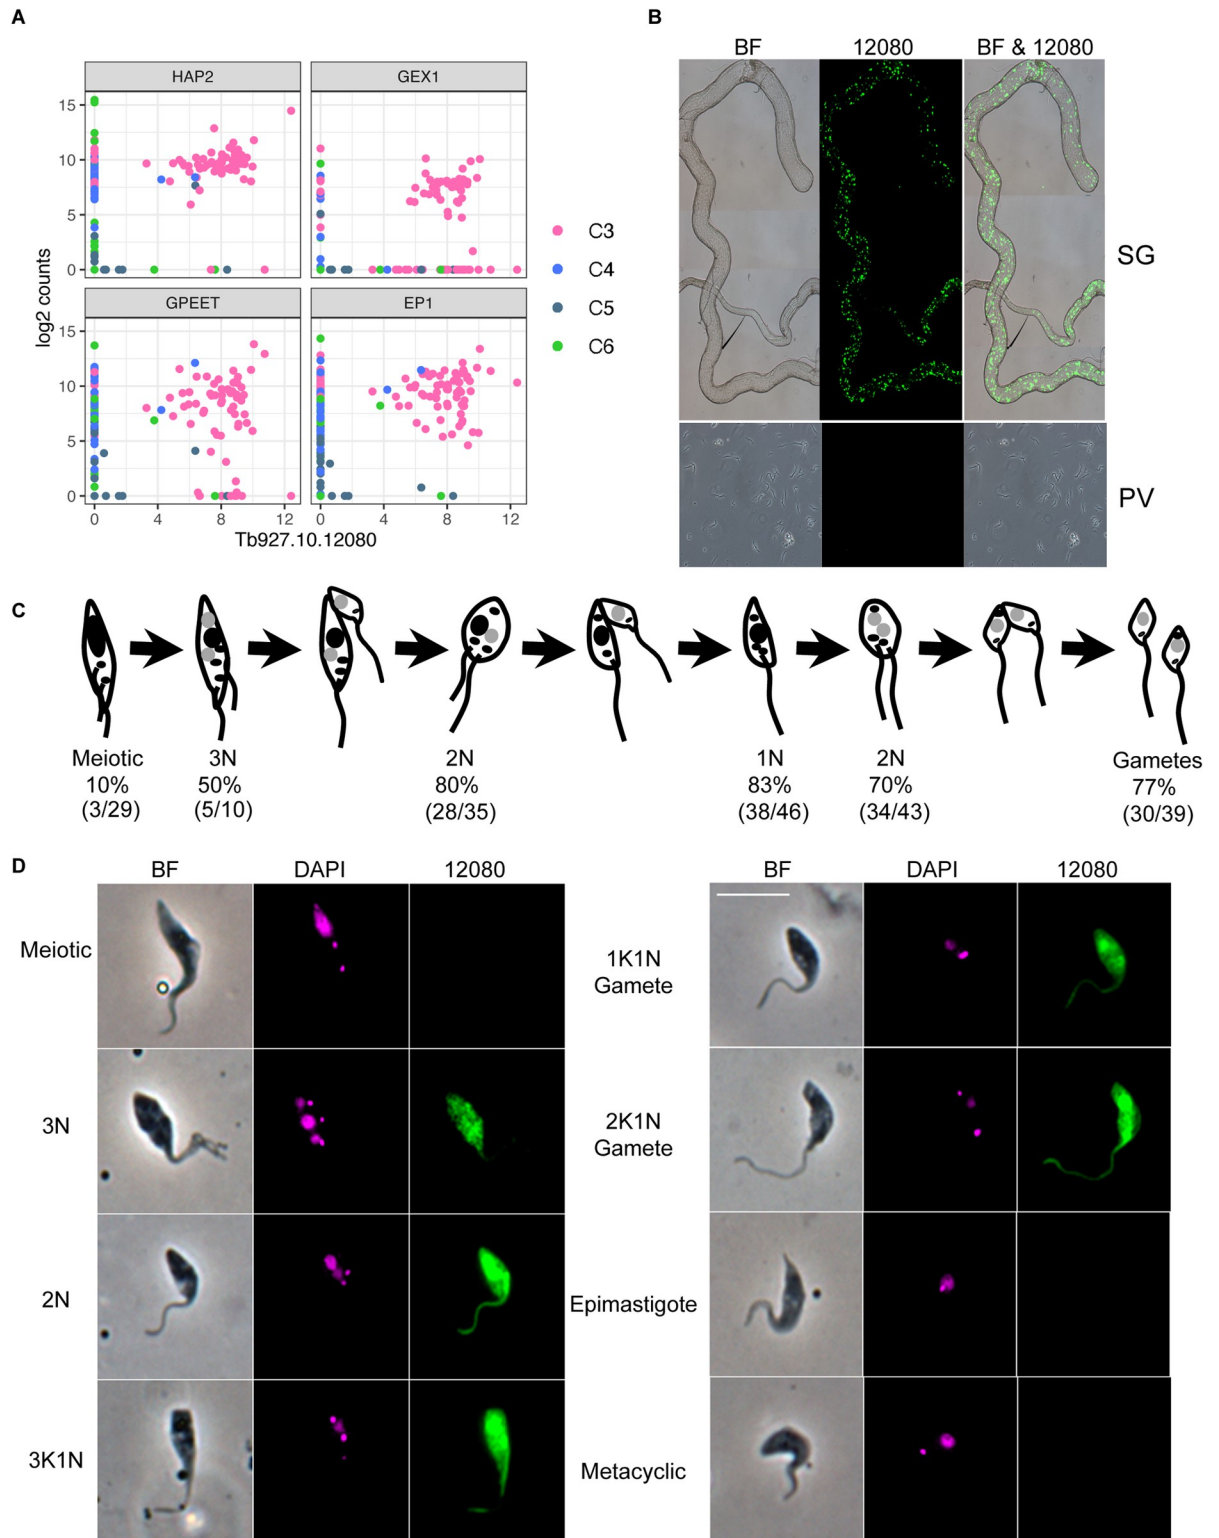 A
HAP2
GEX1
15
10
5
0
GPEET
EP1
15
10
5
0
0
4
8
12
0
4
8
12
log2 counts
Tb927.10.12080
C3
C4
C5
C6
B
BF
12080
BF & 12080
SG
PV
C
Meiotic
10%
(3/29)
3N
50%
(5/10)
2N
80%
(28/35)
1N
83%
(38/46)
2N
70%
(34/43)
Gametes
77%
(30/39)
D
BF
DAPI
12080
Meiotic
3N
2N
3K1N
BF
DAPI
12080
1K1N
Gamete
2K1N
Gamete
Epimastigote
Metacyclic